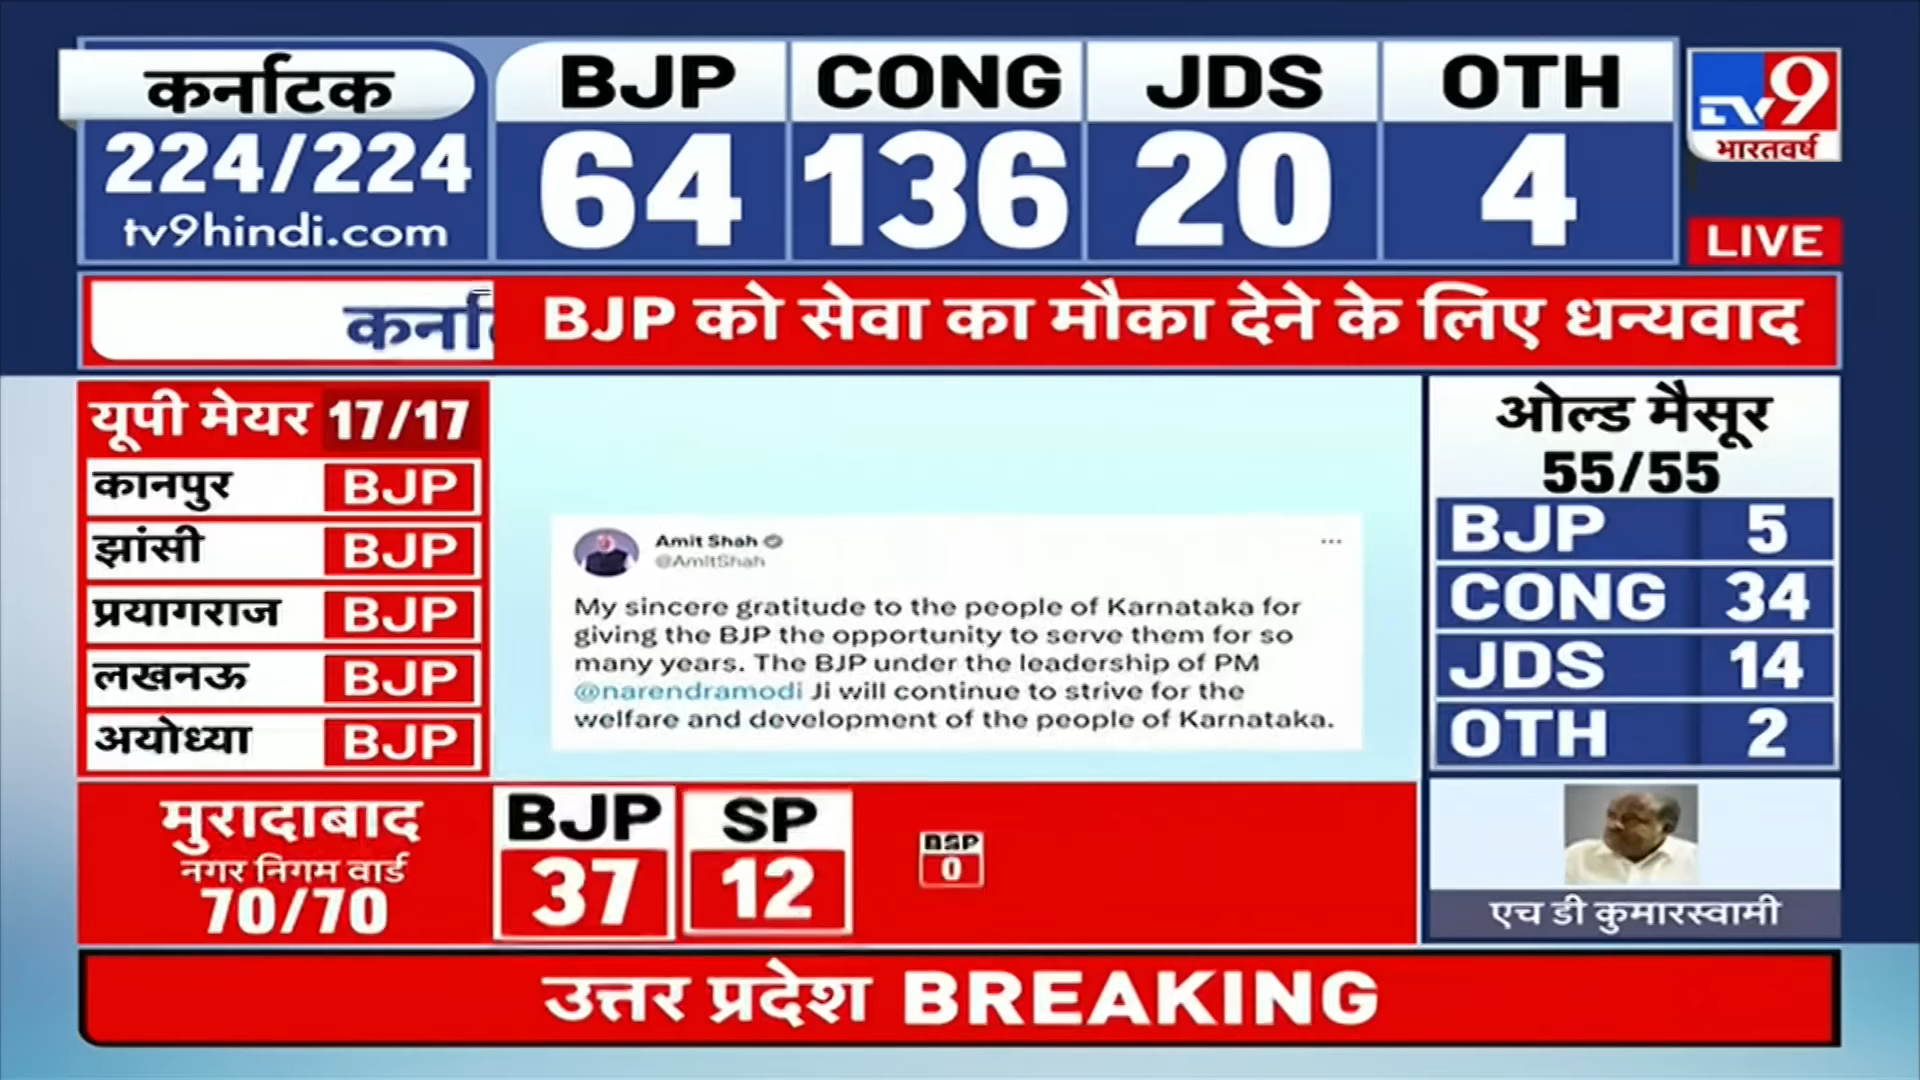 कर्नाटक
224/224
tv9hindi.com
BJP CONG JDS OTH
64 136 20 4
TV9
भारतवर्ष
LIVE
BJP को सेवा का मौका देने के लिए धन्यवाद
यूपी मेयर 17/17
कानपुर BJP
झांसी BJP
प्रयागराज BJP
लखनऊ BJP
अयोध्या BJP
Amit Shah
@AmitShah
My sincere gratitude to the people of Karnataka for
giving the BJP the opportunity to serve them for so
many years. The BJP under the leadership of PM
@narendramodi Ji will continue to strive for the
welfare and development of the people of Karnataka.
ओल्ड मैसूर
55/55
BJP 5
CONG 34
JDS 14
OTH 2
एच डी कुमारस्वामी
मुरादाबाद
नगर निगम वार्ड
70/70
BJP SP BSP
37 12 0
उत्तर प्रदेश BREAKING